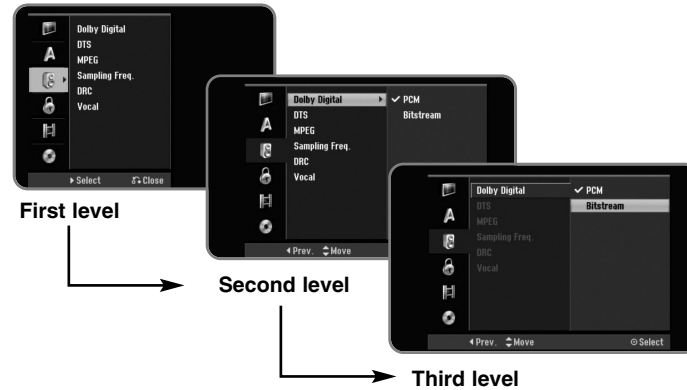 Dolby Digital
DTS
MPEG
Sampling Freq.
DRC
Vocal
Select Close
First level
Dolby Digital PCM
DTS Bitstream
MPEG
Sampling Freq.
DRC
Vocal
Prev. Move
Second level
Dolby Digital PCM
DTS Bitstream
MPEG
Sampling Freq.
DRC
Vocal
Prev. Move Select
Third level